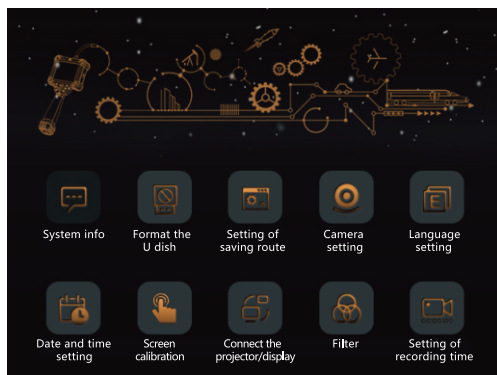 System info
Format the
U dish
Setting of
saving route
Camera
setting
Language
setting
E
Date and time
setting
Screen
calibration
Connect the
projector/display
Filter
Setting of
recording time